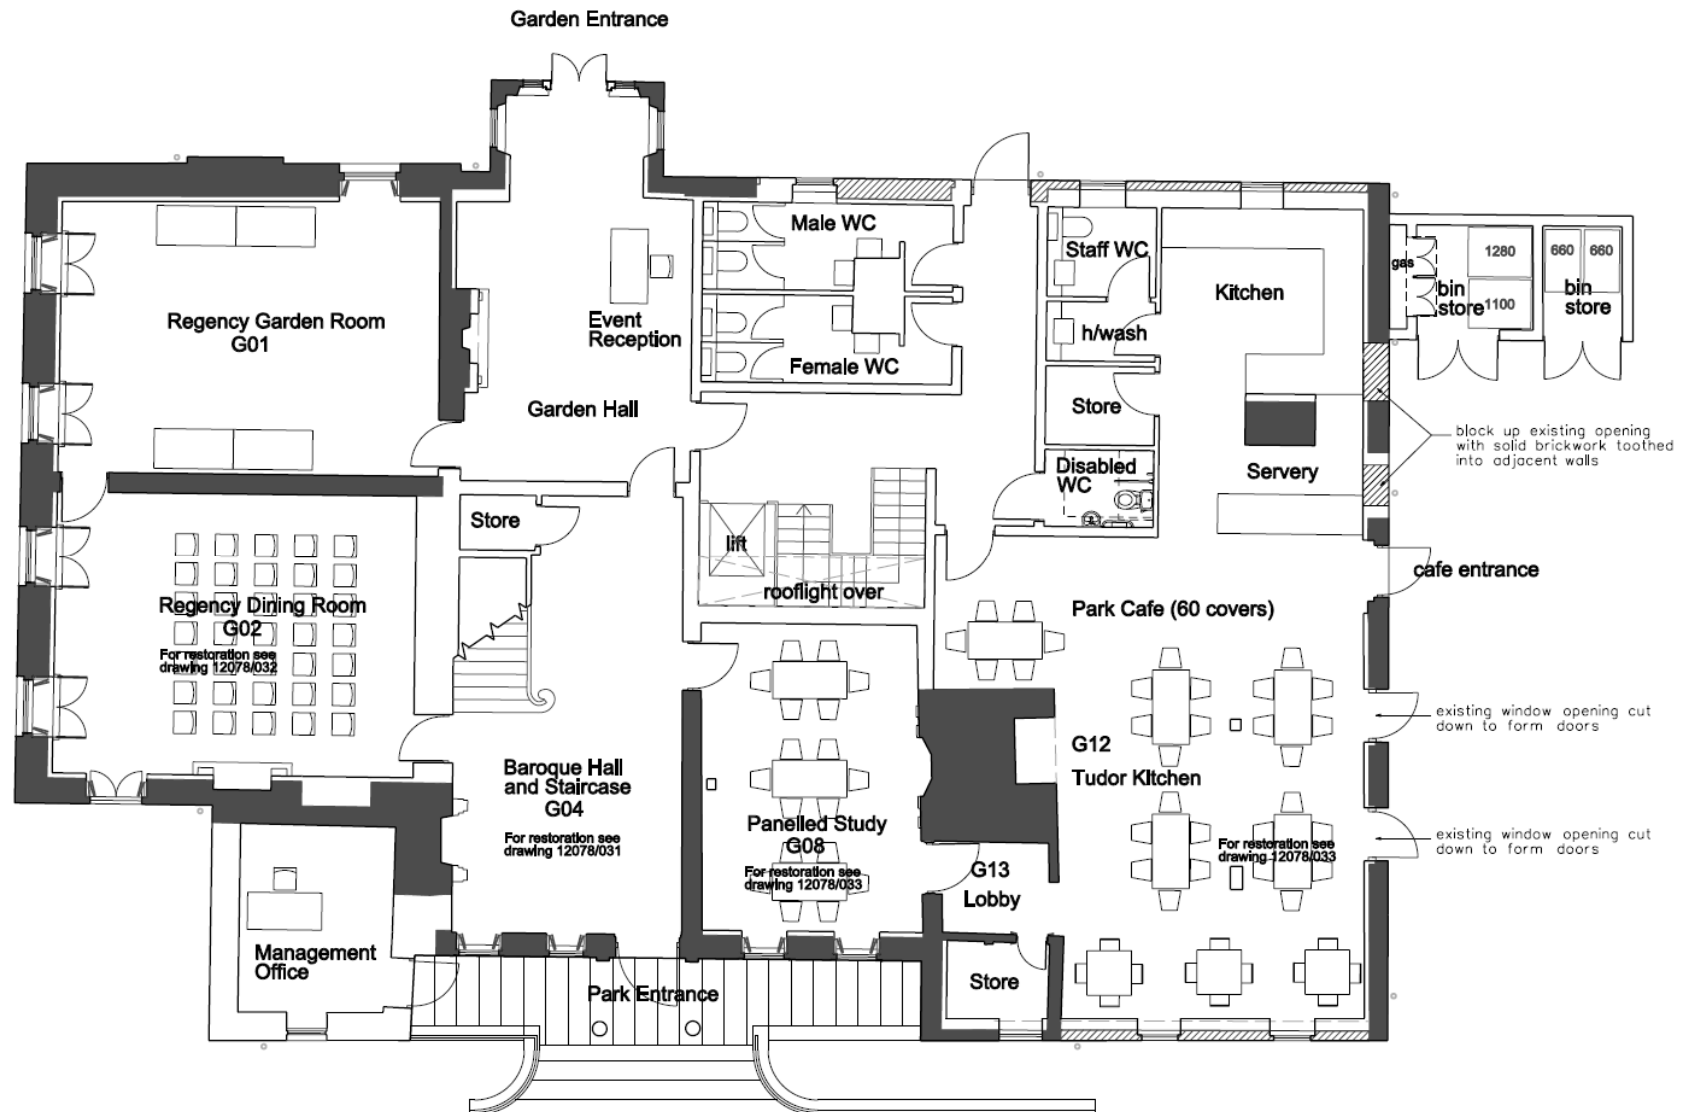 Garden Entrance
Male WC
Staff WC
Kitchen
gas
1280
660
660
bin
store
1100
bin
store
Regency Garden Room
G01
Event
Reception
h/wash
Female WC
Garden Hall
Store
block up existing opening
with solid brickwork toothed
into adjacent walls
Disabled
WC
Servery
Store
lift
rooflight over
cafe entrance
Regency Dining Room
G02
For restoration see
drawing 12078/032
Park Cafe (60 covers)
existing window opening cut
down to form doors
G12
Tudor Kitchen
Baroque Hall
and Staircase
G04
For restoration see
drawing 12078/031
Panelled Study
G08
For restoration see
drawing 12078/033
For restoration see
drawing 12078/033
existing window opening cut
down to form doors
G13
Lobby
Management
Office
Park Entrance
Store